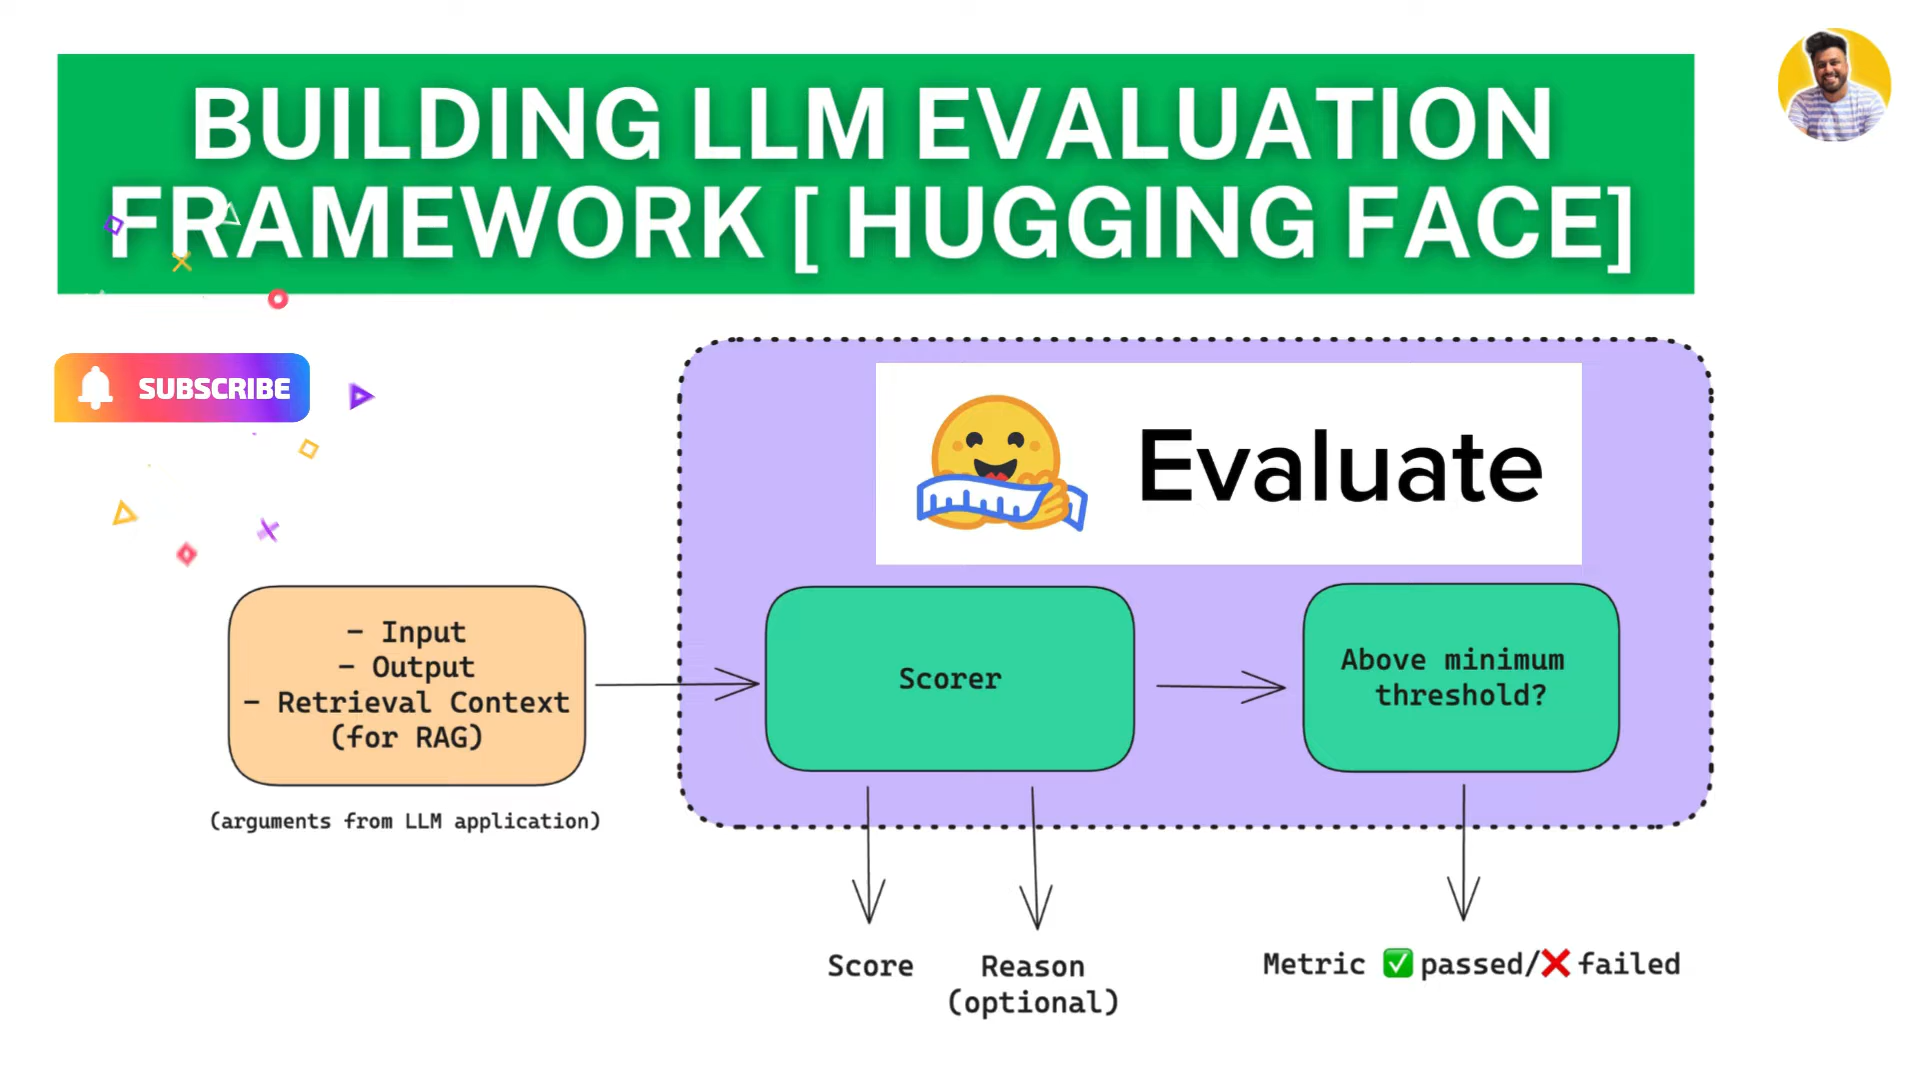 BUILDING LLM EVALUATION
FRAMEWORK [ HUGGING FACE]
SUBSCRIBE
Evaluate
- Input
- Output
- Retrieval Context
(for RAG)
(arguments from LLM application)
Scorer
Above minimum
threshold?
Score
Reason
(optional)
Metric ✅ passed/❌ failed